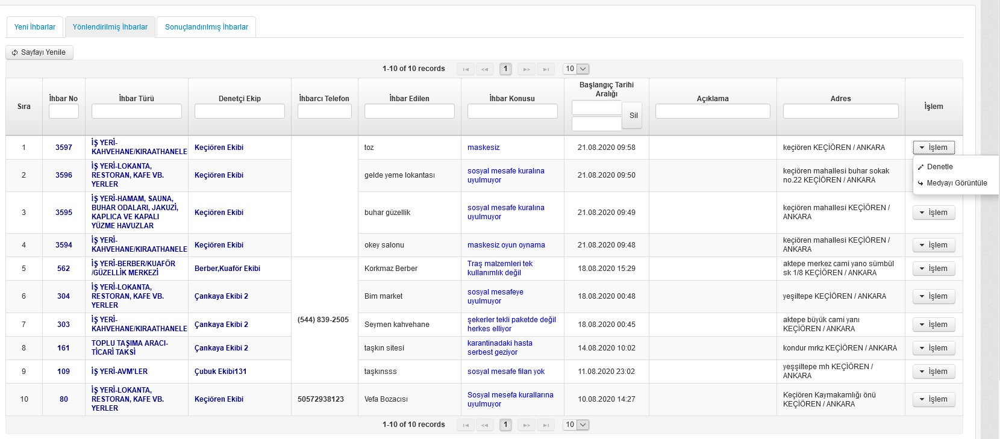 Yeni İhbarlar
Yönlendirilmiş İhbarlar
Sonuçlandırılmış İhbarlar
Sayfayı Yenile
1-10 of 10 records
1
10
Sıra
İhbar No
İhbar Türü
Denetçi Ekip
İhbarcı Telefon
İhbar Edilen
İhbar Konusu
Başlangıç Tarihi
Aralığı
Sil
Açıklama
Adres
İşlem
1
3597
İŞ YERİ-
KAHVEHANE/KIRAATHANELE
Keçiören Ekibi
toz
maskesiz
21.08.2020 09:58
keçiören KEÇİÖREN / ANKARA
İşlem
Denetle
Medyayı Görüntüle
2
3596
İŞ YERİ-LOKANTA,
RESTORAN, KAFE VB.
YERLER
Keçiören Ekibi
gelde yeme lokantası
sosyal mesafe kuralına
uyulmuyor
21.08.2020 09:50
keçiören mahallesi buhar sokak
no.22 KEÇİÖREN / ANKARA
3
3595
İŞ YERİ-HAMAM, SAUNA,
BUHAR ODALARI, JAKUZİ,
KAPLICA VE KAPALI
YÜZME HAVUZLAR
Keçiören Ekibi
buhar güzellik
sosyal mesafe kuralına
uyulmuyor
21.08.2020 09:49
keçiören mahallesi KEÇİÖREN /
ANKARA
İşlem
4
3594
İŞ YERİ-
KAHVEHANE/KIRAATHANELE
Keçiören Ekibi
okey salonu
maskesiz oyun oynama
21.08.2020 09:48
keçiören mahallesi KEÇİÖREN /
ANKARA
İşlem
5
562
İŞ YERİ-BERBER/KUAFÖR
/GÜZELLİK MERKEZİ
Berber,Kuaför Ekibi
Korkmaz Berber
Traş malzemleri tek
kullanımlık değil
18.08.2020 15:29
aktepe merkez cami yano sümbül
sk 1/8 KEÇİÖREN / ANKARA
İşlem
6
304
İŞ YERİ-LOKANTA,
RESTORAN, KAFE VB.
YERLER
Çankaya Ekibi 2
Bim market
sosyal mesafeye
uyulmuyor
18.08.2020 00:48
yeşiltepe KEÇİÖREN / ANKARA
İşlem
7
303
İŞ YERİ-
KAHVEHANE/KIRAATHANELE
Çankaya Ekibi 2
(544) 839-2505
Seymen kahvehane
şekerler tekli paketde değil
herkes elliyor
18.08.2020 00:45
aktepe büyük cami yanı
KEÇİÖREN / ANKARA
İşlem
8
161
TOPLU TAŞIMA ARACI-
TİCARİ TAKSİ
Çankaya Ekibi 2
taşkın sitesi
karantinadaki hasta
serbest geziyor
14.08.2020 10:02
kondur mrkz KEÇİÖREN / ANKARA
İşlem
9
109
İŞ YERİ-AVM'LER
Çubuk Ekibi131
taşkınsss
sosyal mesafe filan yok
11.08.2020 23:02
yeşşiltepe mh KEÇİÖREN /
ANKARA
İşlem
10
80
İŞ YERİ-LOKANTA,
RESTORAN, KAFE VB.
YERLER
Keçiören Ekibi
50572938123
Vefa Bozacısı
Sosyal mesefa kurallarına
uyulmuyor
10.08.2020 14:27
Keçiören Kaymakamlığı önü
KEÇİÖREN / ANKARA
İşlem
1-10 of 10 records
1
10